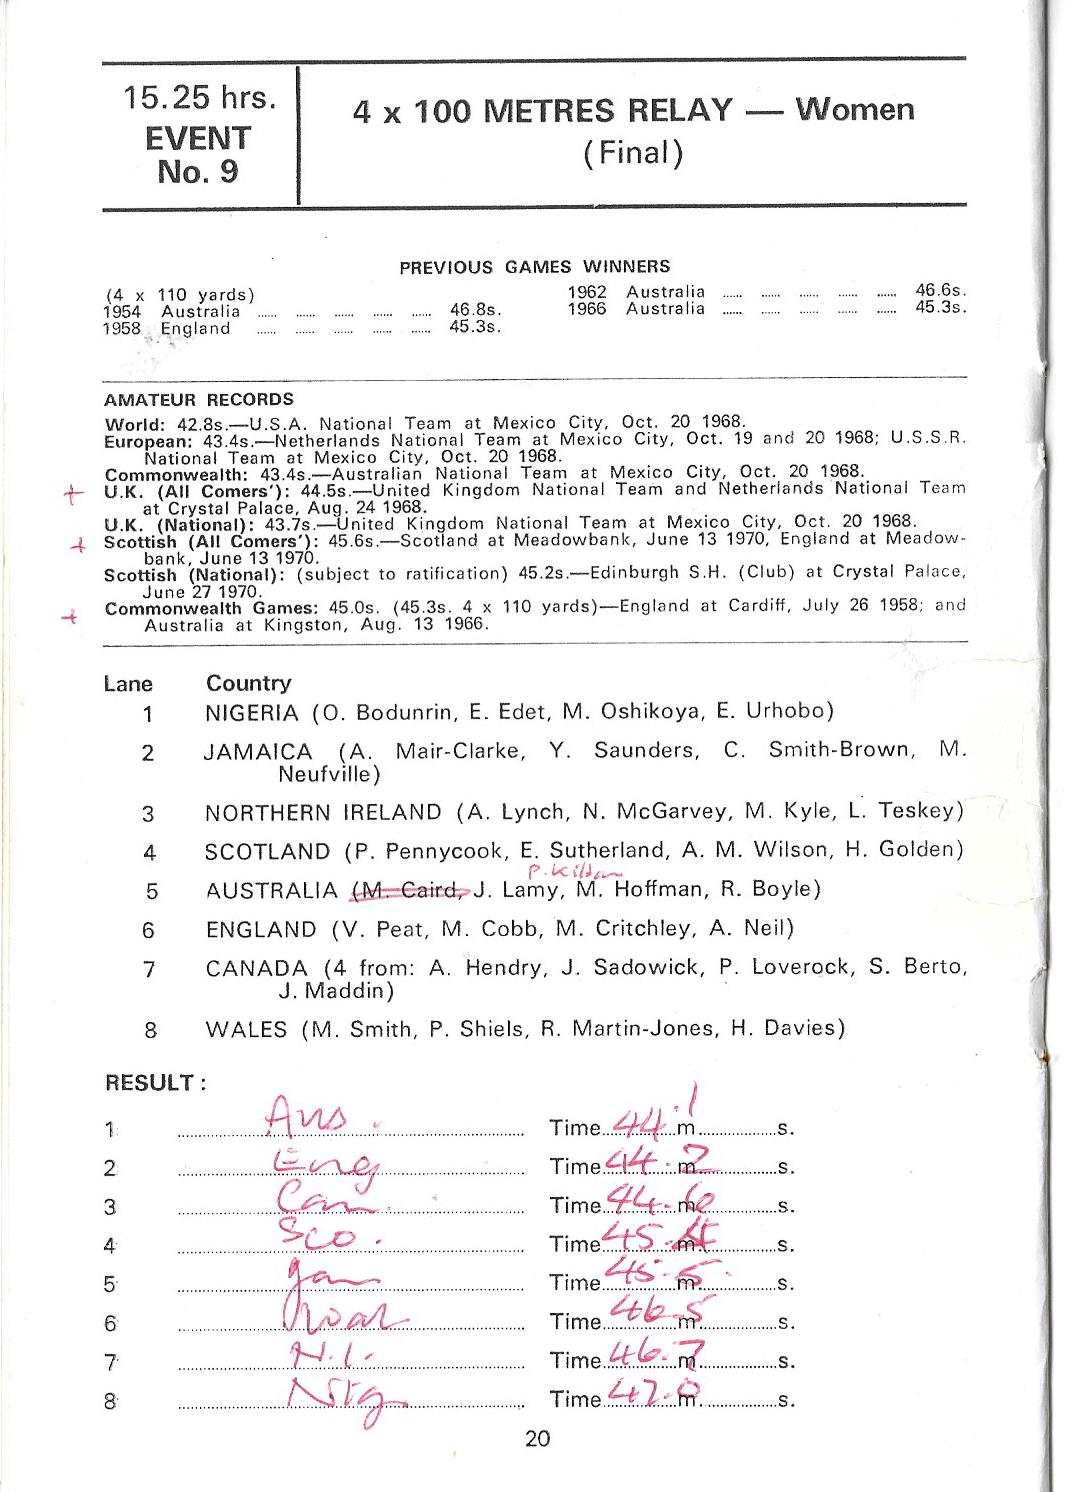 15.25 hrs.
EVENT
No. 9
4 x 100 METRES RELAY — Women
(Final)
PREVIOUS GAMES WINNERS
(4 x 110 yards)
1954 Australia ...... ...... ...... ...... ...... 46.8s.
1958 England ...... ...... ...... ...... ...... 45.3s.
1962 Australia ...... ...... ...... ...... ...... 46.6s.
1966 Australia ...... ...... ...... ...... ...... 45.3s.
AMATEUR RECORDS
World: 42.8s.—U.S.A. National Team at Mexico City, Oct. 20 1968.
European: 43.4s.—Netherlands National Team at Mexico City, Oct. 19 and 20 1968; U.S.S.R.
National Team at Mexico City, Oct. 20 1968.
Commonwealth: 43.4s.—Australian National Team at Mexico City, Oct. 20 1968.
+ U.K. (All Comers'): 44.5s.—United Kingdom National Team and Netherlands National Team
at Crystal Palace, Aug. 24 1968.
U.K. (National): 43.7s.—United Kingdom National Team at Mexico City, Oct. 20 1968.
+ Scottish (All Comers'): 45.6s.—Scotland at Meadowbank, June 13 1970, England at Meadow-
bank, June 13 1970.
Scottish (National): (subject to ratification) 45.2s.—Edinburgh S.H. (Club) at Crystal Palace,
June 27 1970.
+ Commonwealth Games: 45.0s. (45.3s. 4 x 110 yards)—England at Cardiff, July 26 1958; and
Australia at Kingston, Aug. 13 1966.
Lane Country
1 NIGERIA (O. Bodunrin, E. Edet, M. Oshikoya, E. Urhobo)
2 JAMAICA (A. Mair-Clarke, Y. Saunders, C. Smith-Brown, M.
Neufville)
3 NORTHERN IRELAND (A. Lynch, N. McGarvey, M. Kyle, L. Teskey)
4 SCOTLAND (P. Pennycook, E. Sutherland, A. M. Wilson, H. Golden)
P.
5 AUSTRALIA (M. Caird, J. Lamy, M. Hoffman, R. Boyle)
6 ENGLAND (V. Peat, M. Cobb, M. Critchley, A. Neil)
7 CANADA (4 from: A. Hendry, J. Sadowick, P. Loverock, S. Berto,
J. Maddin)
8 WALES (M. Smith, P. Shiels, R. Martin-Jones, H. Davies)
RESULT:
1 Aus. Time 44.1 m s.
2 Eng Time 44.2 m s.
3 Can. Time 44.6 m s.
4 Sco. Time 45.4 m s.
5 Jam Time 45.5 m s.
6 Wal Time 46.5 m s.
7 N.I. Time 46.7 m s.
8 Nig Time 47.0 m s.
20